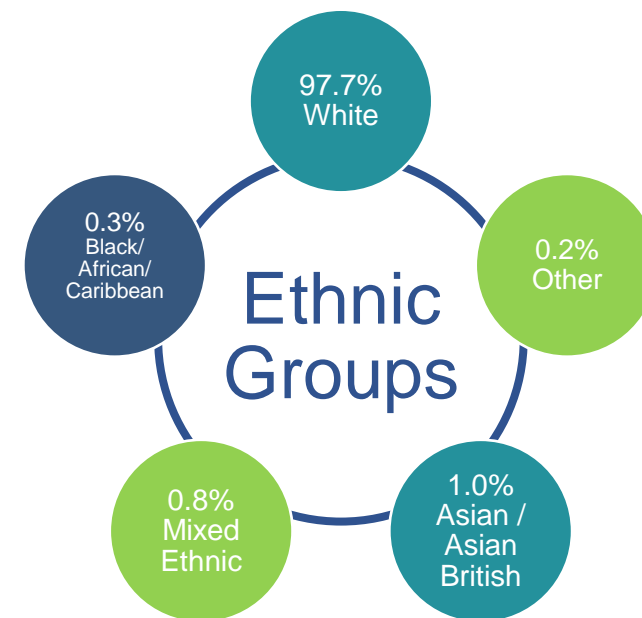 97.7%
White
0.3%
Black/
African/
Caribbean
0.2%
Other
Ethnic
Groups
0.8%
Mixed
Ethnic
1.0%
Asian /
Asian
British